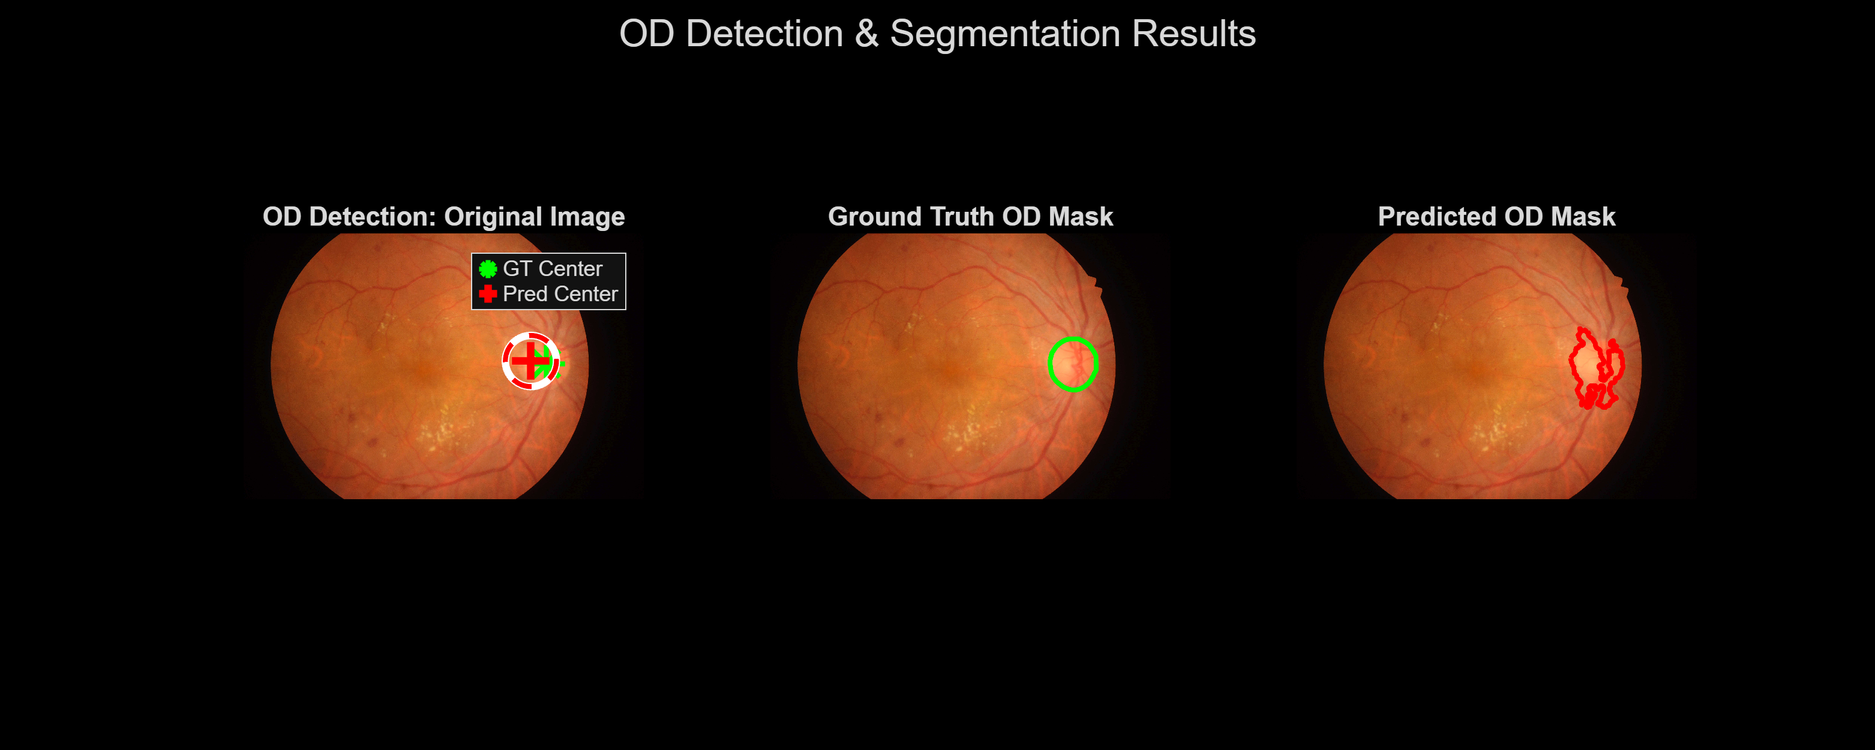 OD Detection & Segmentation Results
OD Detection: Original Image
GT Center
Pred Center
Ground Truth OD Mask
Predicted OD Mask